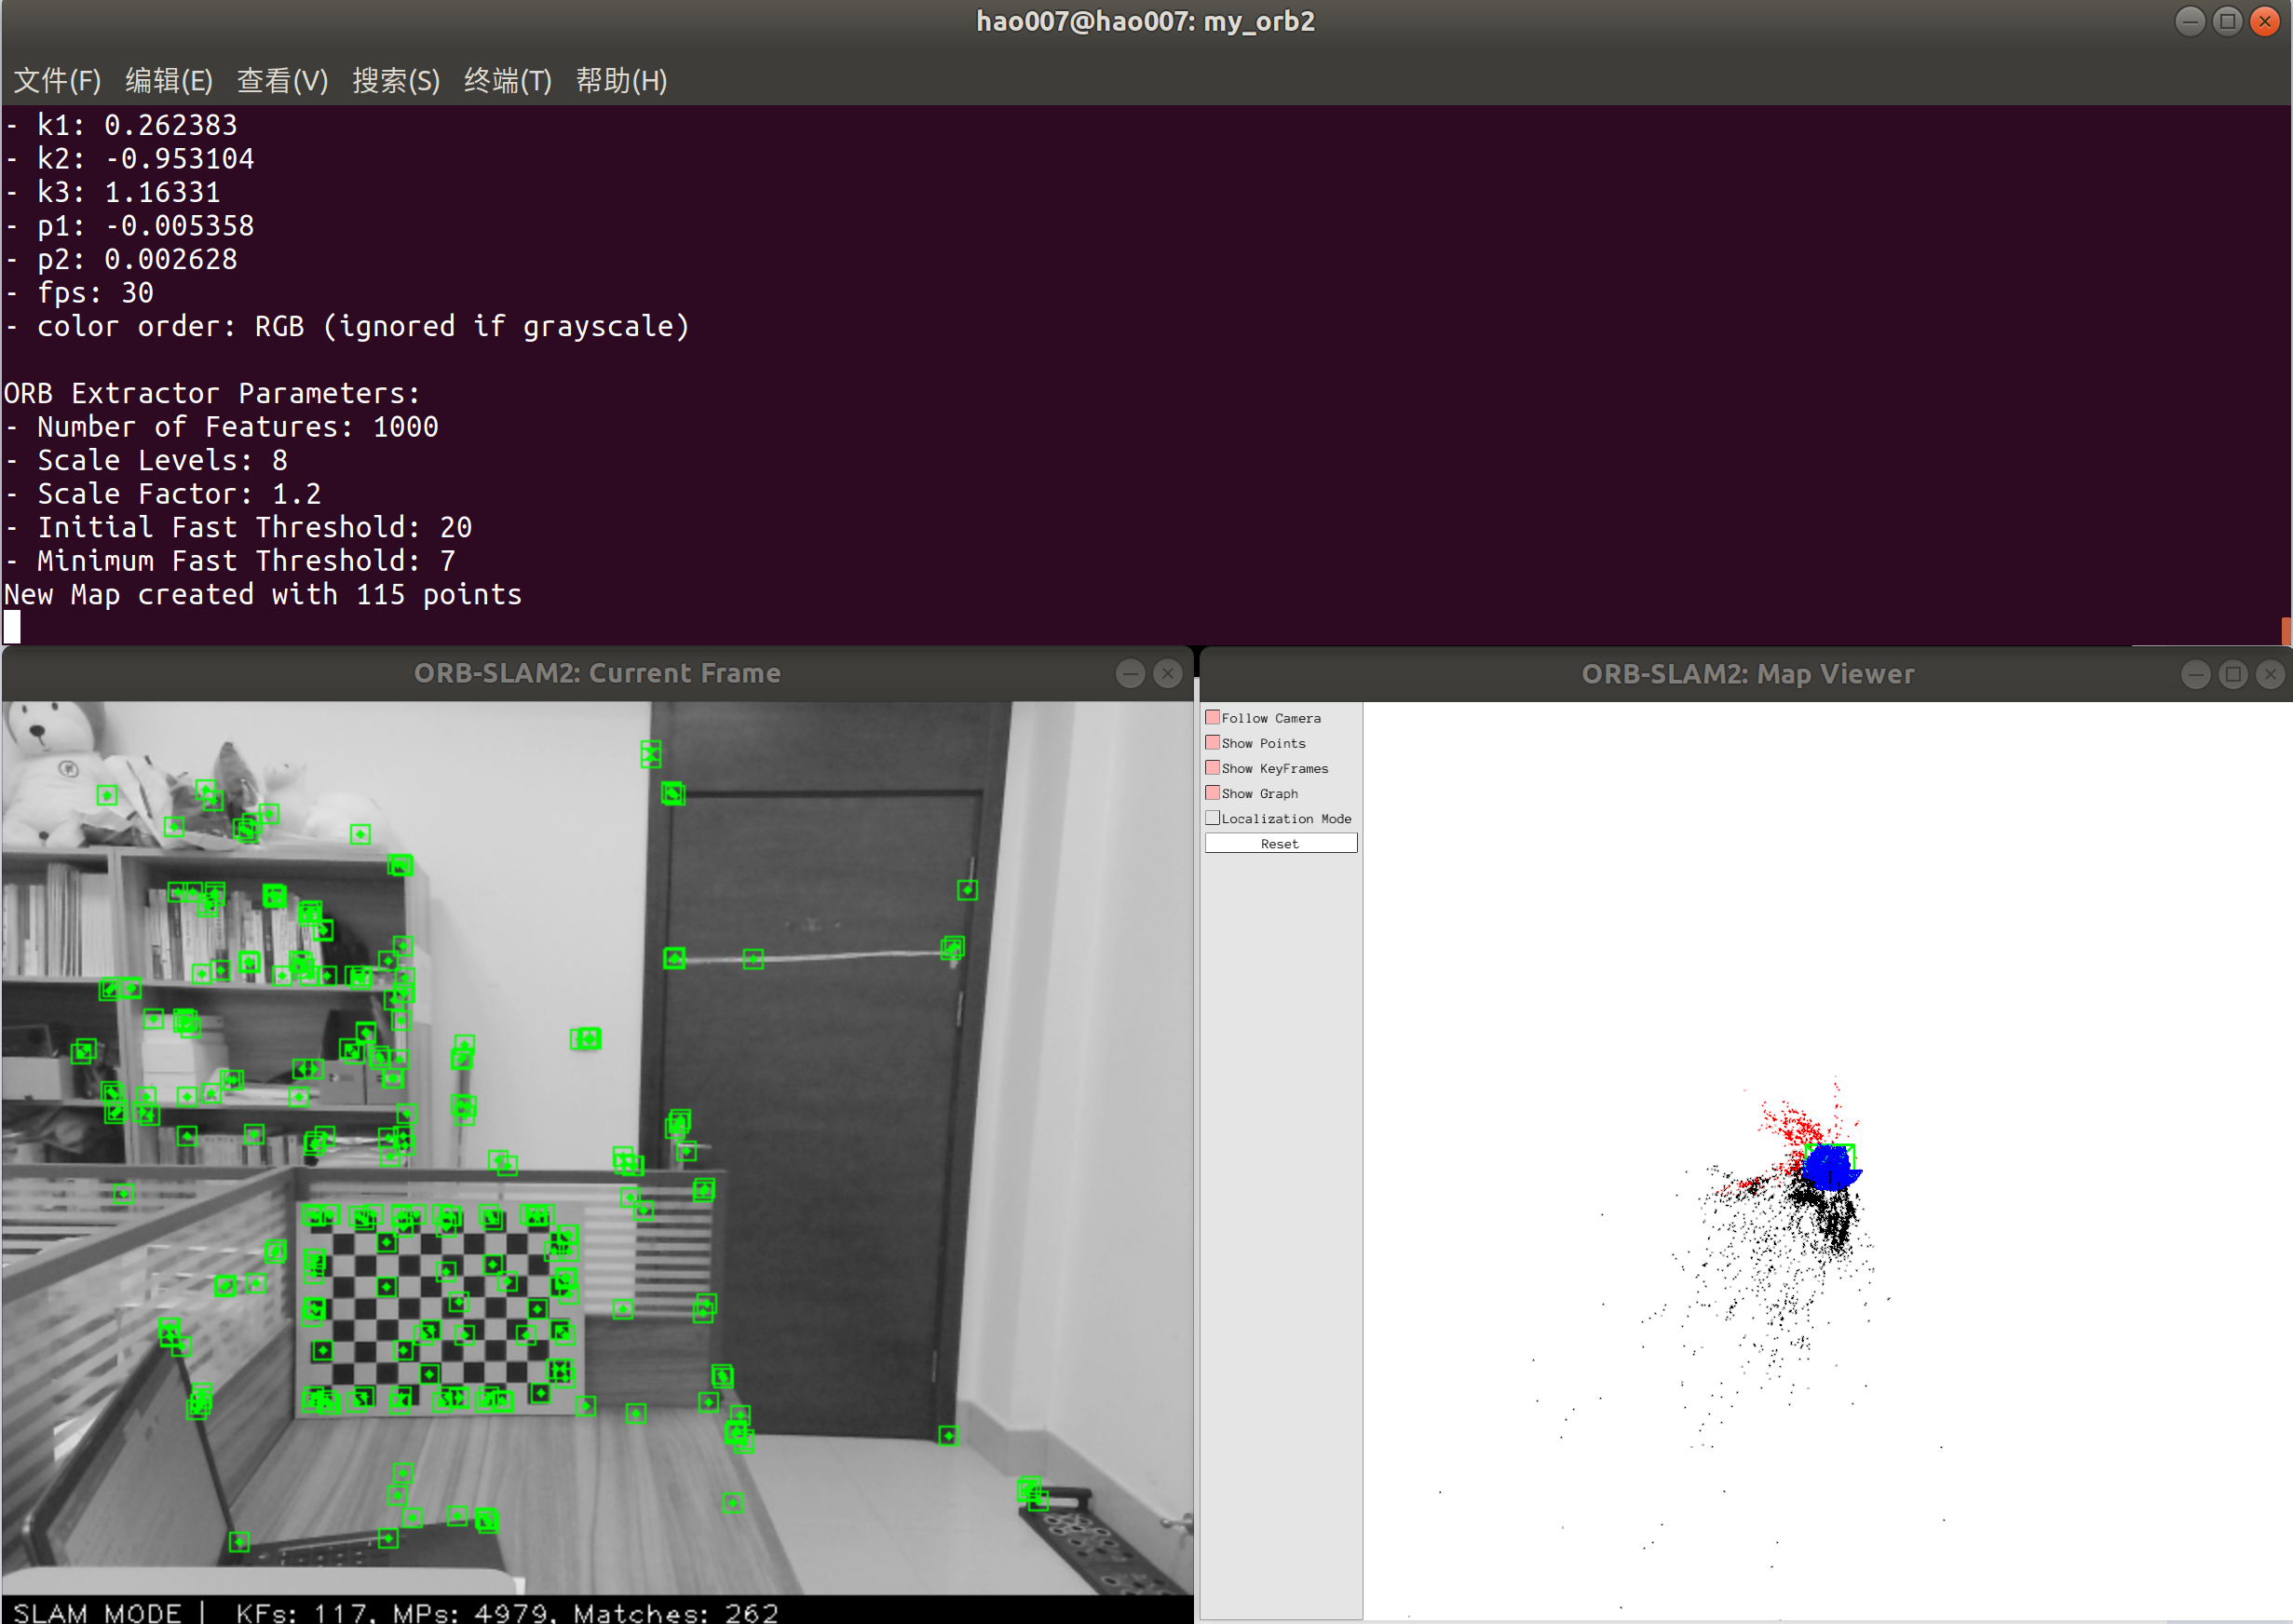 hao007@hao007: my_orb2
文件(F) 编辑(E) 查看(V) 搜索(S) 终端(T) 帮助(H)
- k1: 0.262383
- k2: -0.953104
- k3: 1.16331
- p1: -0.005358
- p2: 0.002628
- fps: 30
- color order: RGB (ignored if grayscale)
ORB Extractor Parameters:
- Number of Features: 1000
- Scale Levels: 8
- Scale Factor: 1.2
- Initial Fast Threshold: 20
- Minimum Fast Threshold: 7
New Map created with 115 points
ORB-SLAM2: Current Frame
SLAM MODE |  KFs: 117, MPs: 4979, Matches: 262
ORB-SLAM2: Map Viewer
Follow Camera
Show Points
Show KeyFrames
Show Graph
Localization Mode
Reset